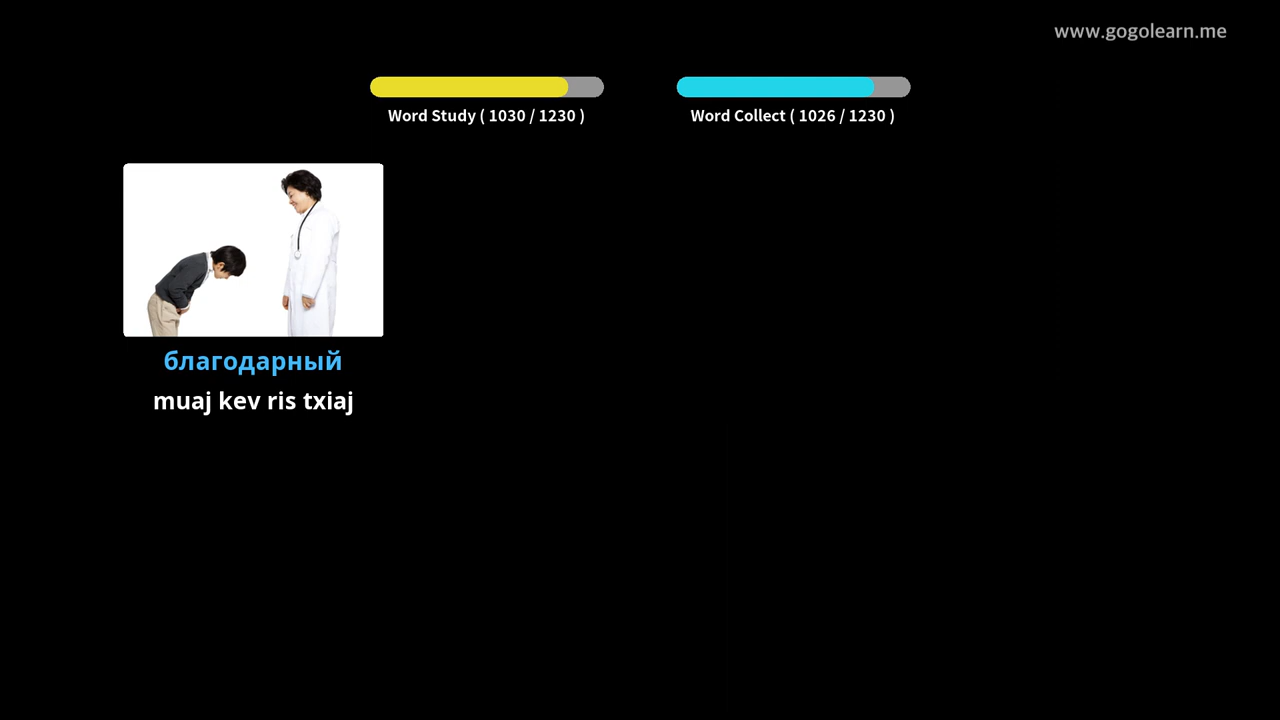 www.gogolearn.me
Word Study ( 1030 / 1230 )
Word Collect ( 1026 / 1230 )
благодарный
muaj kev ris txiaj